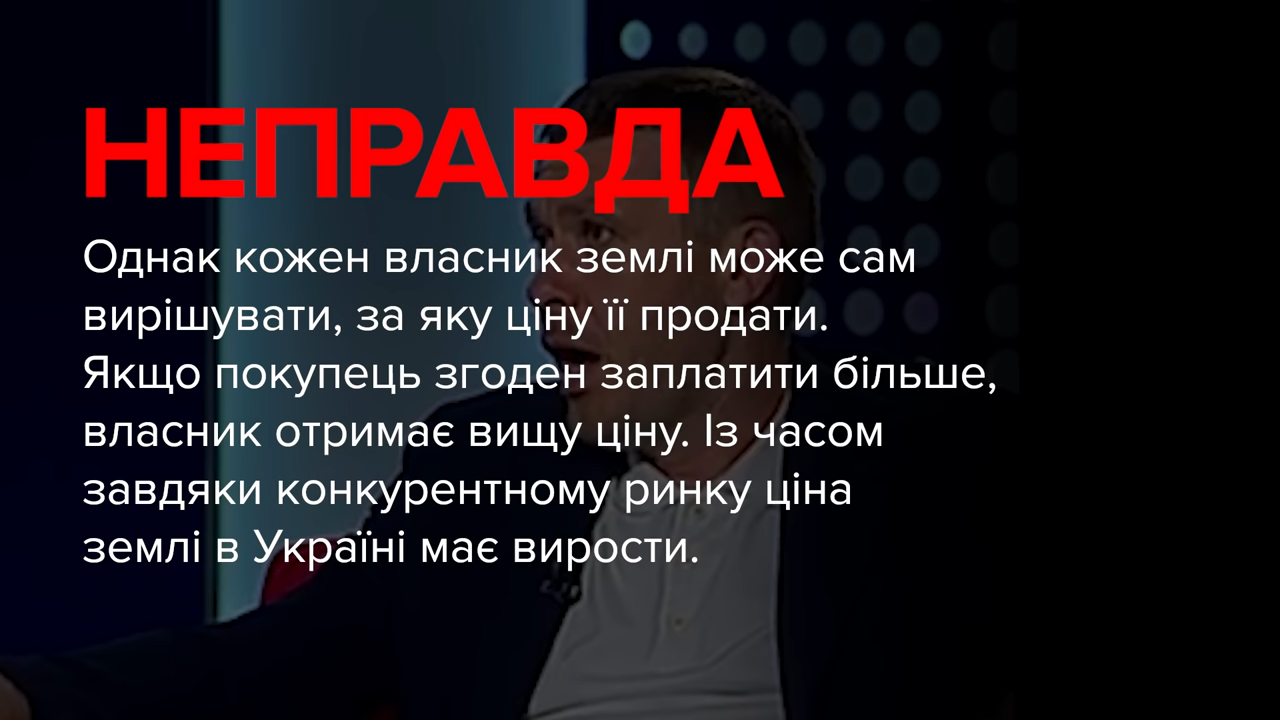 НЕПРАВДА
Однак кожен власник землі може сам
вирішувати, за яку ціну її продати.
Якщо покупець згоден заплатити більше,
власник отримає вищу ціну. Із часом
завдяки конкурентному ринку ціна
землі в Україні має вирости.